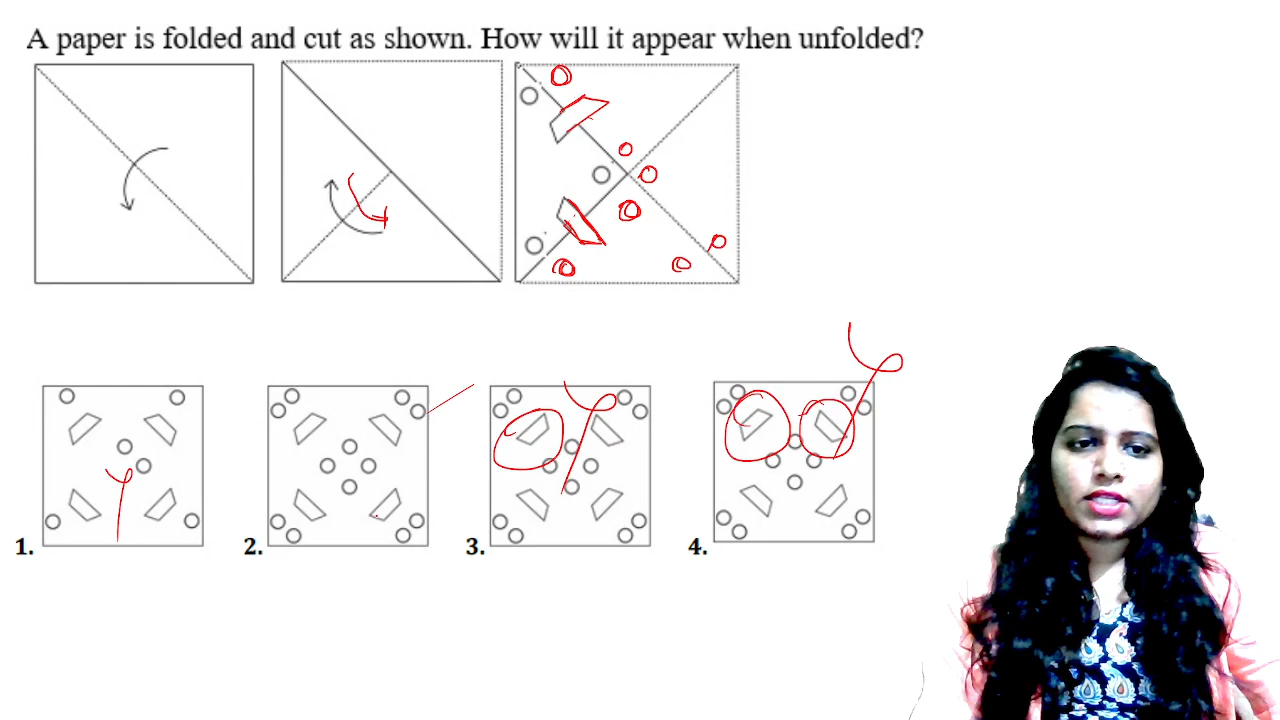 A paper is folded and cut as shown. How will it appear when unfolded?
1. 2. 3. 4.